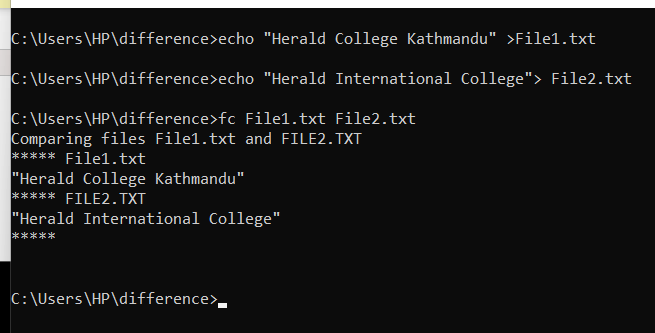 C:\Users\HP\difference>echo "Herald College Kathmandu" >File1.txt
C:\Users\HP\difference>echo "Herald International College"> File2.txt
C:\Users\HP\difference>fc File1.txt File2.txt
Comparing files File1.txt and FILE2.TXT
***** File1.txt
"Herald College Kathmandu"
***** FILE2.TXT
"Herald International College"
*****
C:\Users\HP\difference>